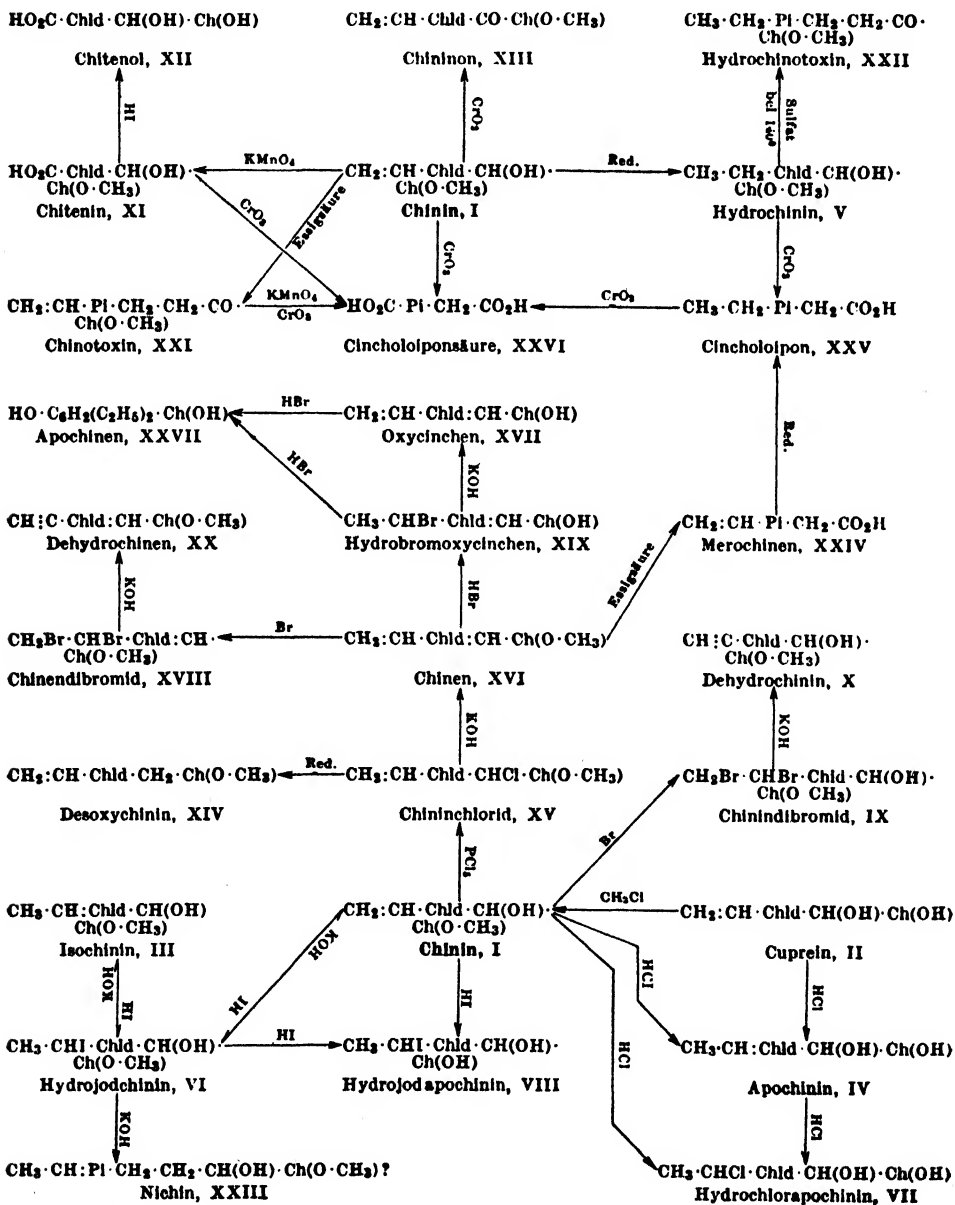 HO₂C·Chld·CH(OH)·Ch(OH)
Chitenol, XII
CH₂:CH·Chld·CO·Ch(O·CH₃)
Chininon, XIII
CH₃·CH₂·Pl·CH₂·CH₂·CO·
Ch(O·CH₃)
Hydrochinotoxin, XXII
HI
CrO₃
Sulfat
HO₂C·Chld·CH(OH)·
Ch(O·CH₃)
Chitenin, XI
KMnO₄
CH₂:CH·Chld·CH(OH)·
Ch(O·CH₃)
Chinin, I
Red.
CH₃·CH₂·Chld·CH(OH)·
Ch(O·CH₃)
Hydrochinin, V
CrO₃
Essigsäure
CrO₃
CrO₃
CH₂:CH·Pl·CH₂·CH₂·CO·
Ch(O·CH₃)
Chinotoxin, XXI
KMnO₄
CrO₃
HO₂C·Pl·CH₂·CO₂H
Cincholoiponsäure, XXVI
CrO₃
CH₃·CH₂·Pl·CH₂·CO₂H
Cincholoipon, XXV
HO·C₆H₂(C₂H₅)₂·Ch(OH)
Apochinen, XXVII
HBr
CH₂:CH·Chld:CH·Ch(OH)
Oxycinchen, XVII
HBr
KOH
Red.
CH⫶C·Chld:CH·Ch(O·CH₃)
Dehydrochinen, XX
CH₃·CHBr·Chld:CH·Ch(OH)
Hydrobromoxycinchen, XIX
CH₂:CH·Pl·CH₂·CO₂H
Merochinen, XXIV
KOH
HBr
Essigsäure
CH₂Br·CHBr·Chld:CH·
Ch(O·CH₃)
Chinendibromid, XVIII
Br
CH₂:CH·Chld:CH·Ch(O·CH₃)
Chinen, XVI
CH⫶C·Chld·CH(OH)·
Ch(O·CH₃)
Dehydrochinin, X
KOH
KOH
CH₂:CH·Chld·CH₂·Ch(O·CH₃)
Desoxychinin, XIV
Red.
CH₂:CH·Chld·CHCl·Ch(O·CH₃)
Chininchlorid, XV
CH₂Br·CHBr·Chld·CH(OH)·
Ch(O CH₃)
Chinindibromid, IX
PCl₅
Br
CH₃·CH:Chld·CH(OH)
Ch(O·CH₃)
Isochinin, III
CH₂:CH·Chld·CH(OH)·
Ch(O·CH₃)
Chinin, I
CH₃Cl
CH₂:CH·Chld·CH(OH)·Ch(OH)
Cuprein, II
KOH
HI
HI
KOH
HI
HCl
HCl
HCl
CH₃·CHI·Chld·CH(OH)·
Ch(O·CH₃)
Hydrojodchinin, VI
HI
CH₃·CHI·Chld·CH(OH)·
Ch(OH)
Hydrojodapochinin, VIII
CH₃·CH:Chld·CH(OH)·Ch(OH)
Apochinin, IV
KOH
HCl
CH₃·CH:Pl·CH₂·CH₂·CH(OH)·Ch(O·CH₃)?
Nichin, XXIII
CH₃·CHCl·Chld·CH(OH)·Ch(OH)
Hydrochlorapochinin, VII